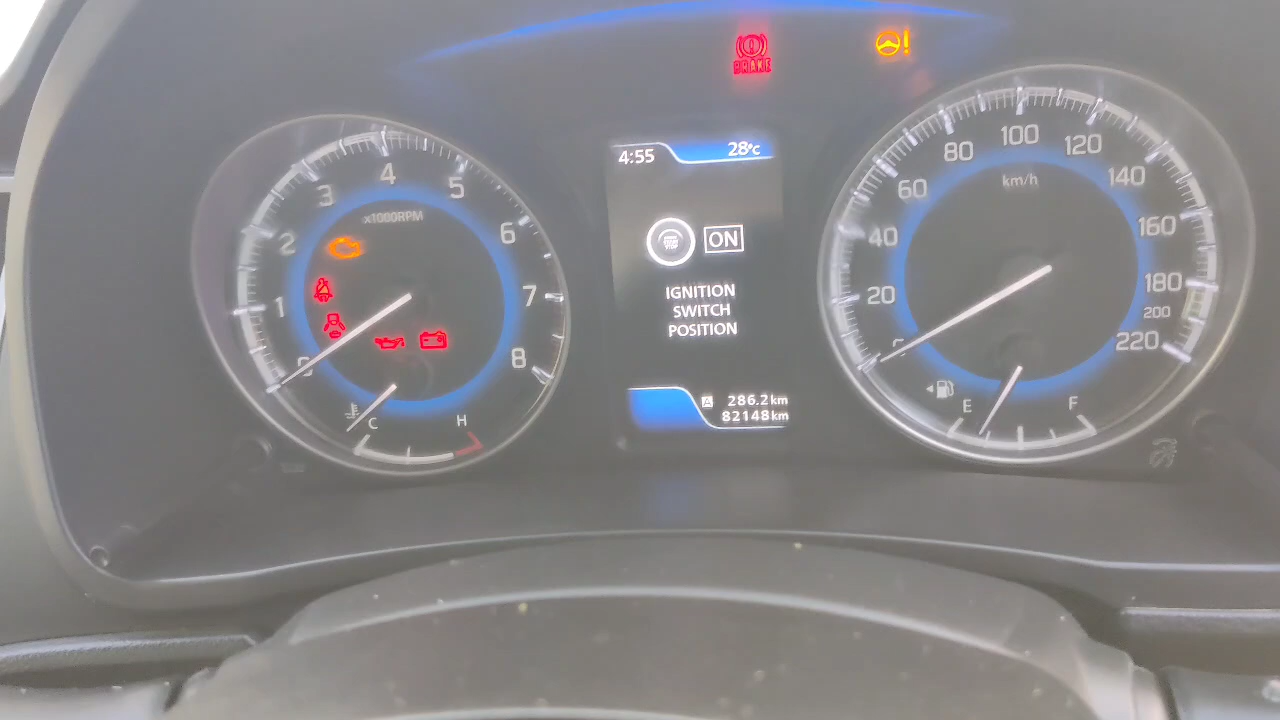 BRAKE
!
4:55 28°C
ON
IGNITION
SWITCH
POSITION
A 286.2km
82148km
x1000RPM
1
2
3
4
5
6
7
8
C H
km/h
20
40
60
80
100
120
140
160
180
200
220
E F